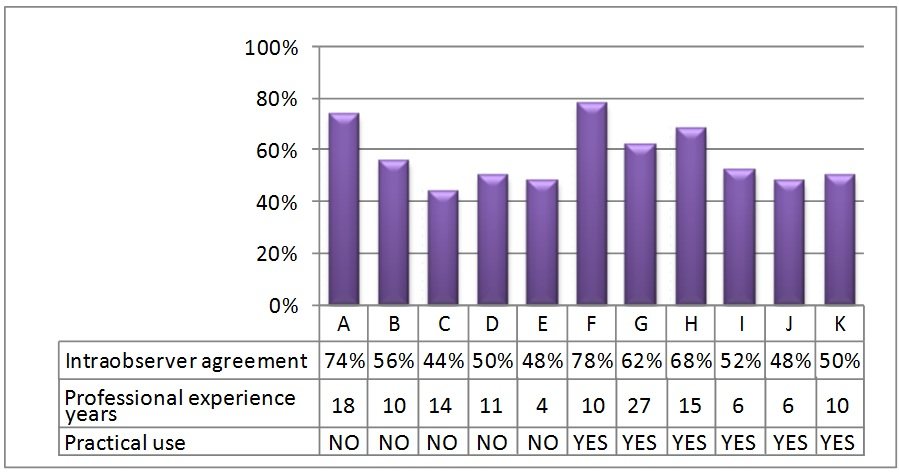 100%
80%
60%
40%
20%
0%
A B C D E F G H I J K
Intraobserver agreement 74% 56% 44% 50% 48% 78% 62% 68% 52% 48% 50%
Professional experience
years 18 10 14 11 4 10 27 15 6 6 10
Practical use NO NO NO NO NO YES YES YES YES YES YES